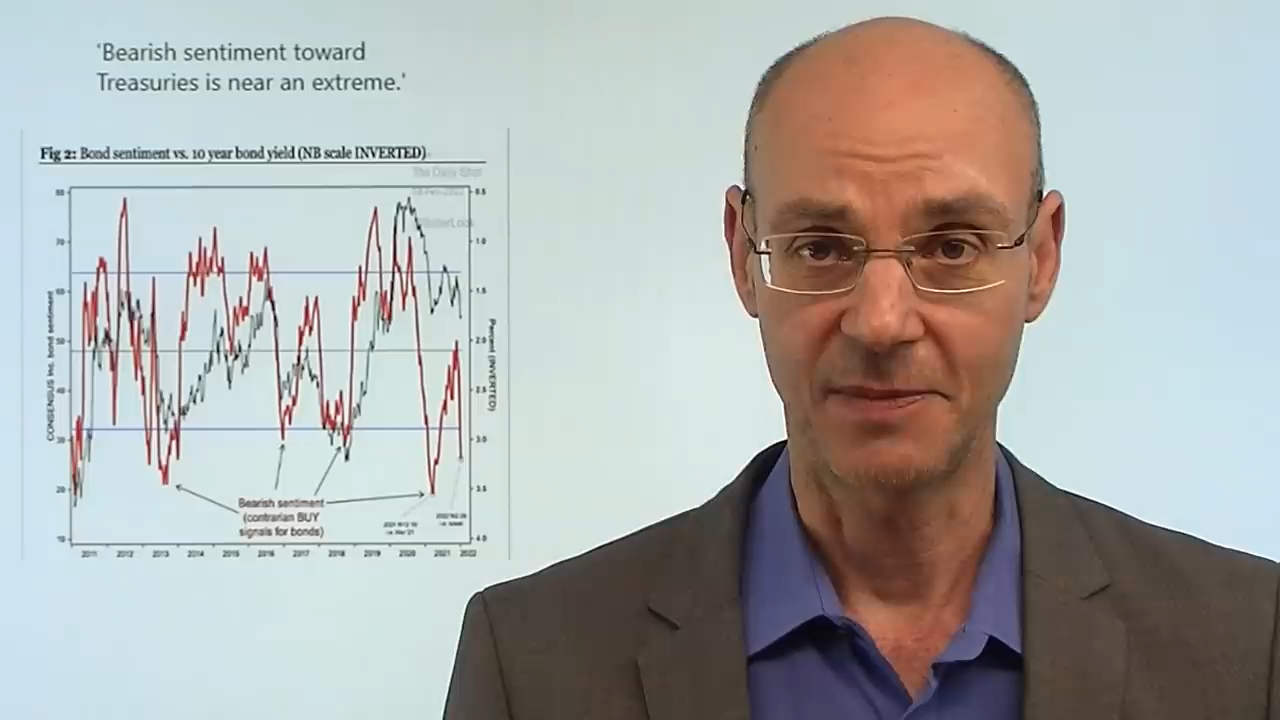 'Bearish sentiment toward
Treasuries is near an extreme.'
Fig 2: Bond sentiment vs. 10 year bond yield (NB scale INVERTED)
The Daily Shot
80
70
60
50
40
30
20
10
CONSENSUS Inc. bond sentiment
0.5
1.0
1.5
2.0
2.5
3.0
3.5
4.0
Percent (INVERTED)
Bearish sentiment
(contrarian BUY
signals for bonds)
2011 2012 2013 2014 2015 2016 2017 2018 2019 2020 2021 2022